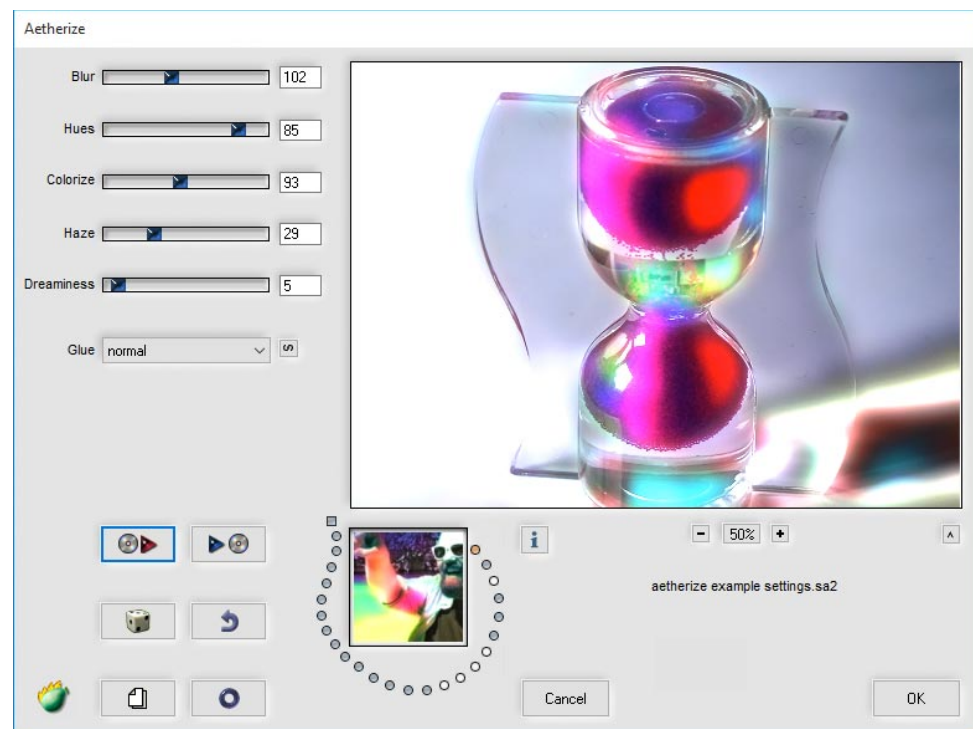 Aetherize
Blur 102
Hues 85
Colorize 93
Haze 29
Dreaminess 5
Glue normal S
i
- 50% + ^
aetherize example settings.sa2
Cancel OK